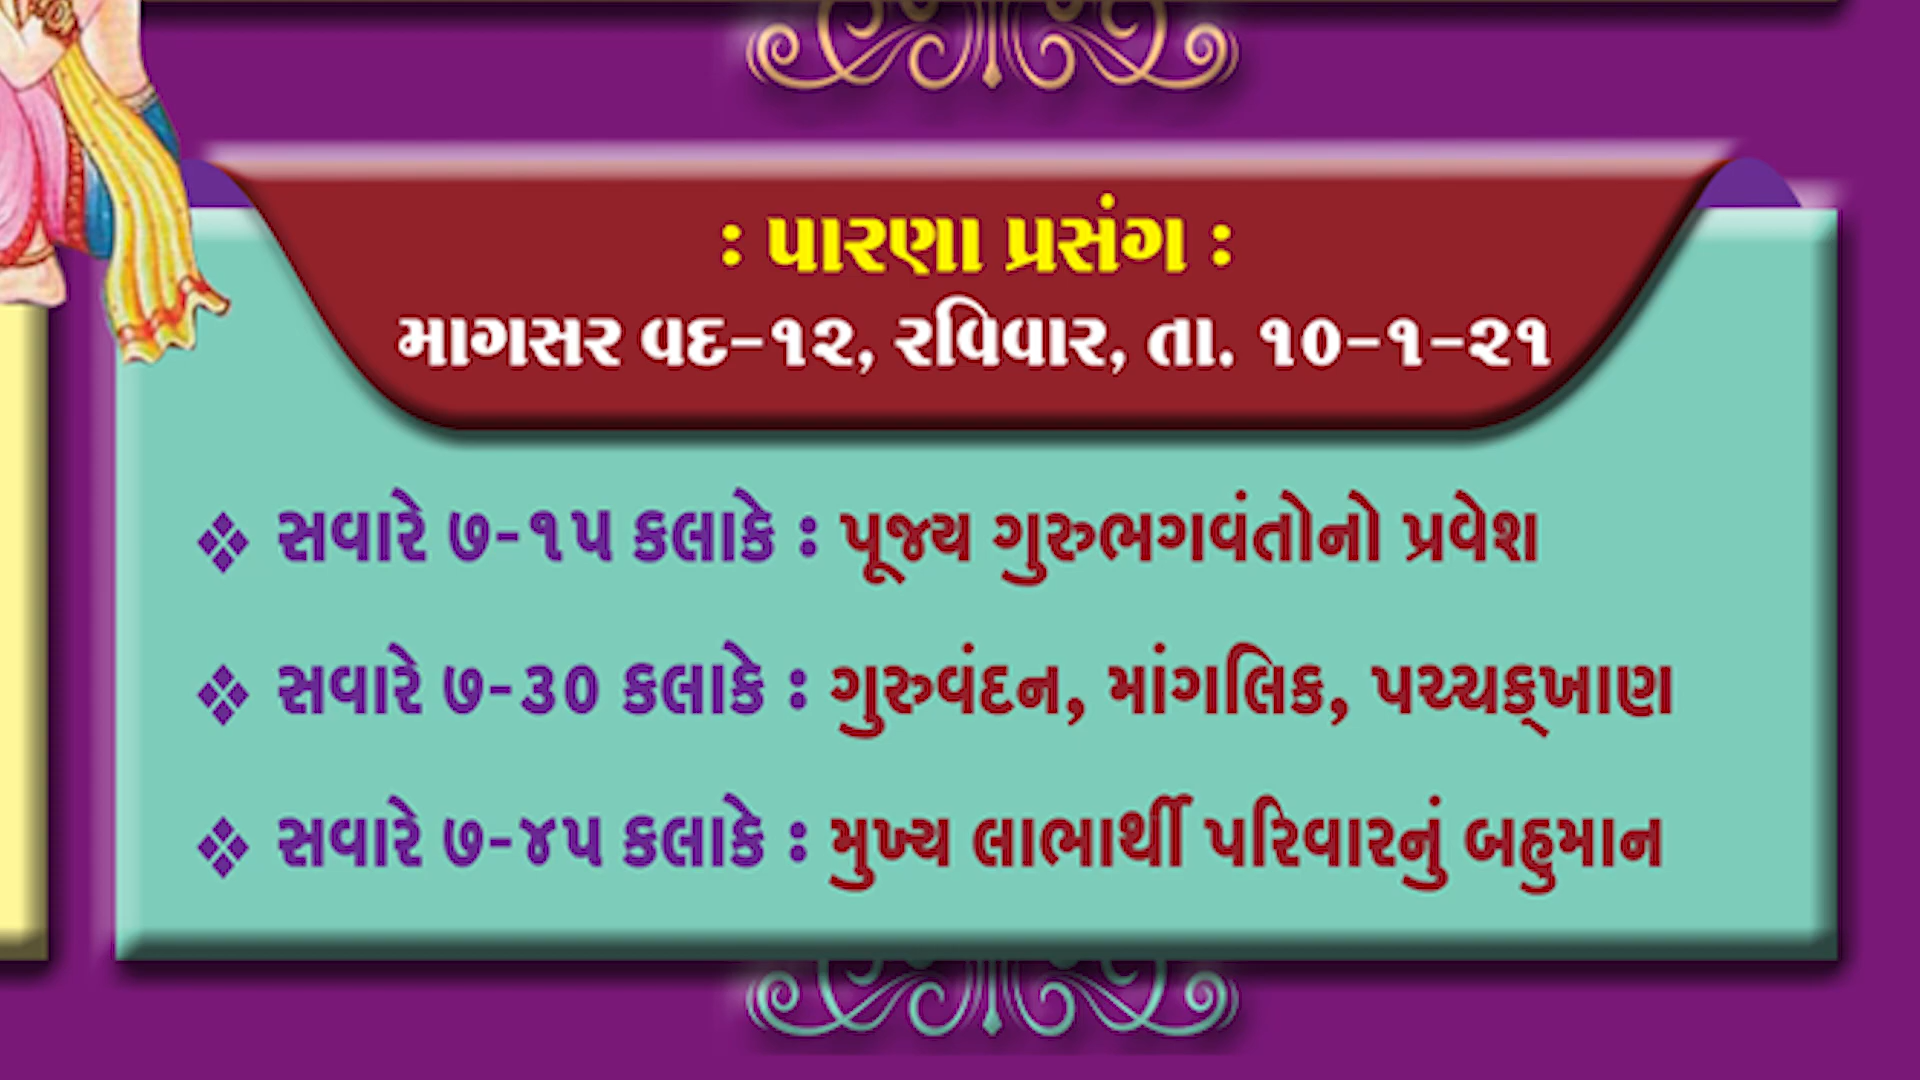 : પારણા પ્રસંગ :
માગસર વદ-૧૨, રવિવાર, તા. ૧૦-૧-૨૧
❖ સવારે ૭-૧૫ કલાકે : પૂજ્ય ગુરુભગવંતોનો પ્રવેશ
❖ સવારે ૭-૩૦ કલાકે : ગુરુવંદન, માંગલિક, પચ્ચક્‌ખાણ
❖ સવારે ૭-૪૫ કલાકે : મુખ્ય લાભાર્થી પરિવારનું બહુમાન